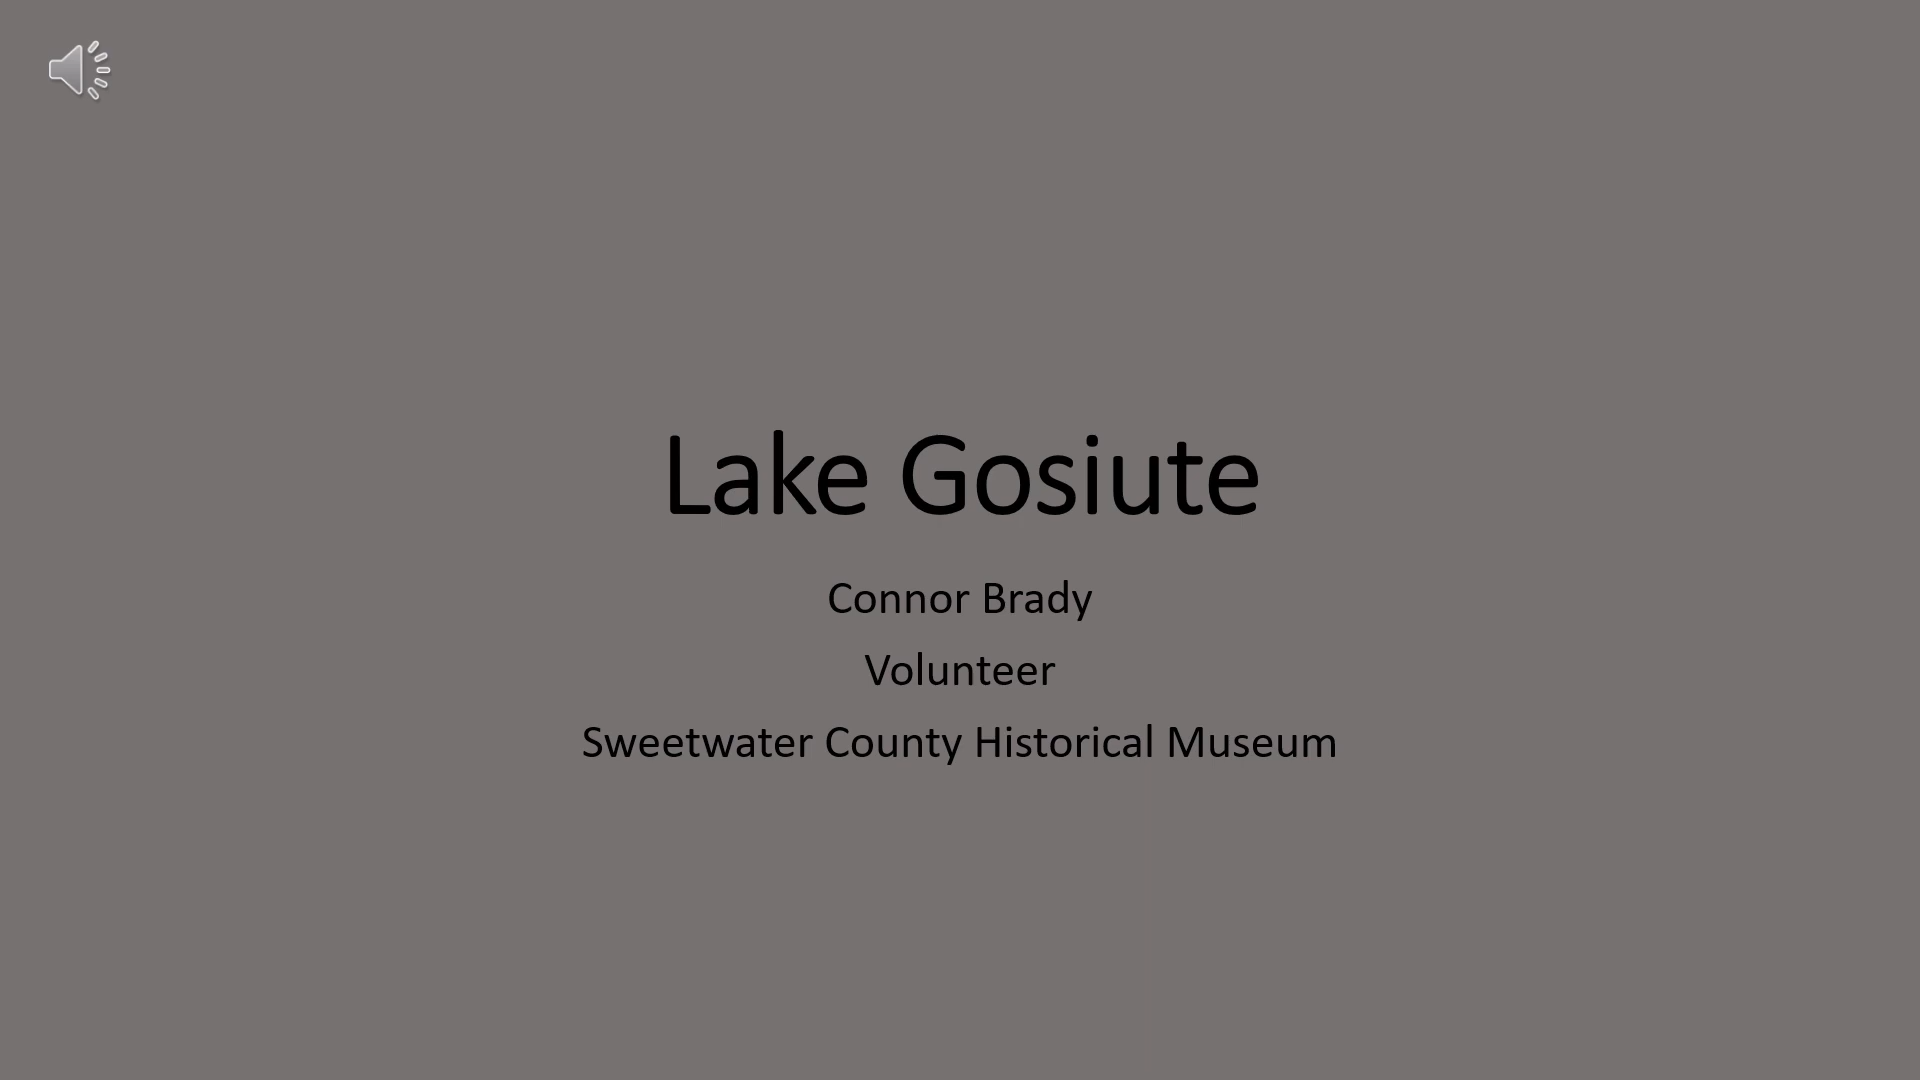 Lake Gosiute
Connor Brady
Volunteer
Sweetwater County Historical Museum